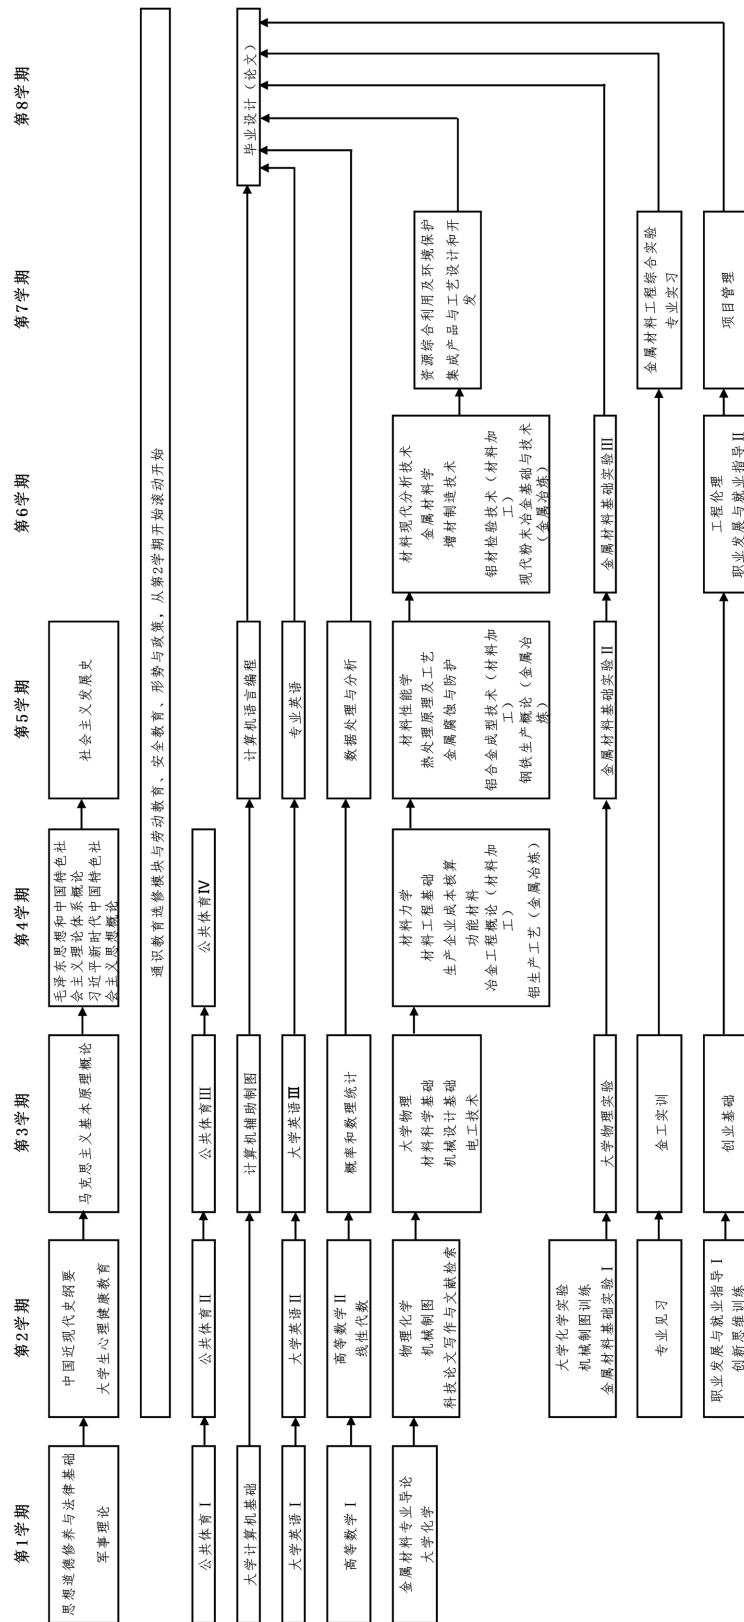 第1学期
第2学期
第3学期
第4学期
第5学期
第6学期
第7学期
第8学期
思想道德修养与法律基础
军事理论
中国近现代史纲要
大学生心理健康教育
马克思主义基本原理概论
毛泽东思想和中国特色社
会主义理论体系概论
习近平新时代中国特色社
会主义思想概论
社会主义发展史
通识教育选修模块与劳动教育、安全教育、形势与政策，从第2学期开始滚动开始
公共体育Ⅰ
公共体育Ⅱ
公共体育III
公共体育Ⅳ
大学计算机基础
计算机辅助制图
计算机语言编程
毕业设计（论文）
大学英语Ⅰ
大学英语Ⅱ
大学英语Ⅲ
专业英语
高等数学Ⅰ
高等数学Ⅱ
线性代数
概率和数理统计
数据处理与分析
金属材料专业导论
大学化学
物理化学
机械制图
科技论文写作与文献检索
大学物理
材料科学基础
机械设计基础
电工技术
材料力学
材料工程基础
生产企业成本核算
功能材料
冶金工程概论（材料加
工）
铝生产工艺（金属冶炼）
材料性能学
热处理原理及工艺
金属腐蚀与防护
铝合金成型技术（材料加
工）
钢铁生产概论（金属冶
炼）
材料现代分析技术
金属材料学
增材制造技术
铝材检验技术（材料加
工）
现代粉末冶金基础与技术
（金属冶炼）
资源综合利用及环境保护
集成产品与工艺设计和开
发
大学化学实验
机械制图训练
金属材料基础实验Ⅰ
大学物理实验
金属材料基础实验II
金属材料基础实验III
专业见习
金工实训
金属材料工程综合实验
专业实习
职业发展与就业指导Ⅰ
创新思维训练
创业基础
工程伦理
职业发展与就业指导Ⅱ
项目管理